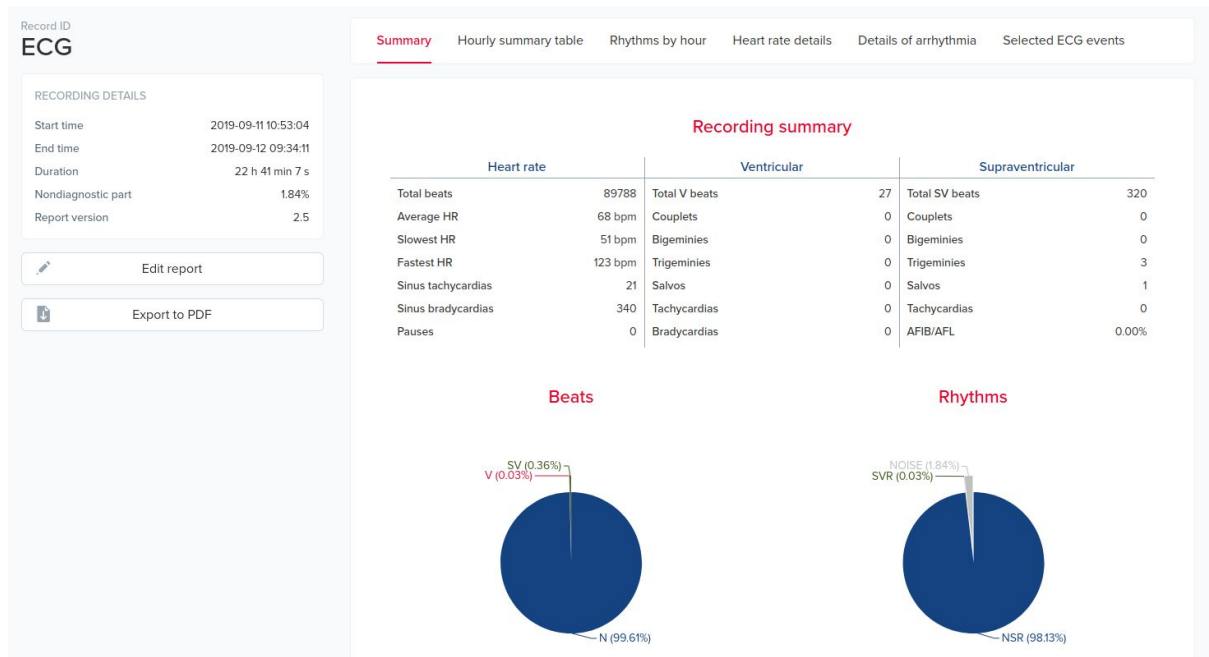 Record ID
ECG
RECORDING DETAILS
Start time 2019-09-11 10:53:04
End time 2019-09-12 09:34:11
Duration 22 h 41 min 7 s
Nondiagnostic part 1.84%
Report version 2.5
Edit report
Export to PDF
Summary Hourly summary table Rhythms by hour Heart rate details Details of arrhythmia Selected ECG events
Recording summary
Heart rate Ventricular Supraventricular
Total beats 89788 Total V beats 27 Total SV beats 320
Average HR 68 bpm Couplets 0 Couplets 0
Slowest HR 51 bpm Bigeminies 0 Bigeminies 0
Fastest HR 123 bpm Trigeminies 0 Trigeminies 3
Sinus tachycardias 21 Salvos 0 Salvos 1
Sinus bradycardias 340 Tachycardias 0 Tachycardias 0
Pauses 0 Bradycardias 0 AFIB/AFL 0.00%
Beats
SV (0.36%)
V (0.03%)
N (99.61%)
Rhythms
NOISE (1.84%)
SVR (0.03%)
NSR (98.13%)